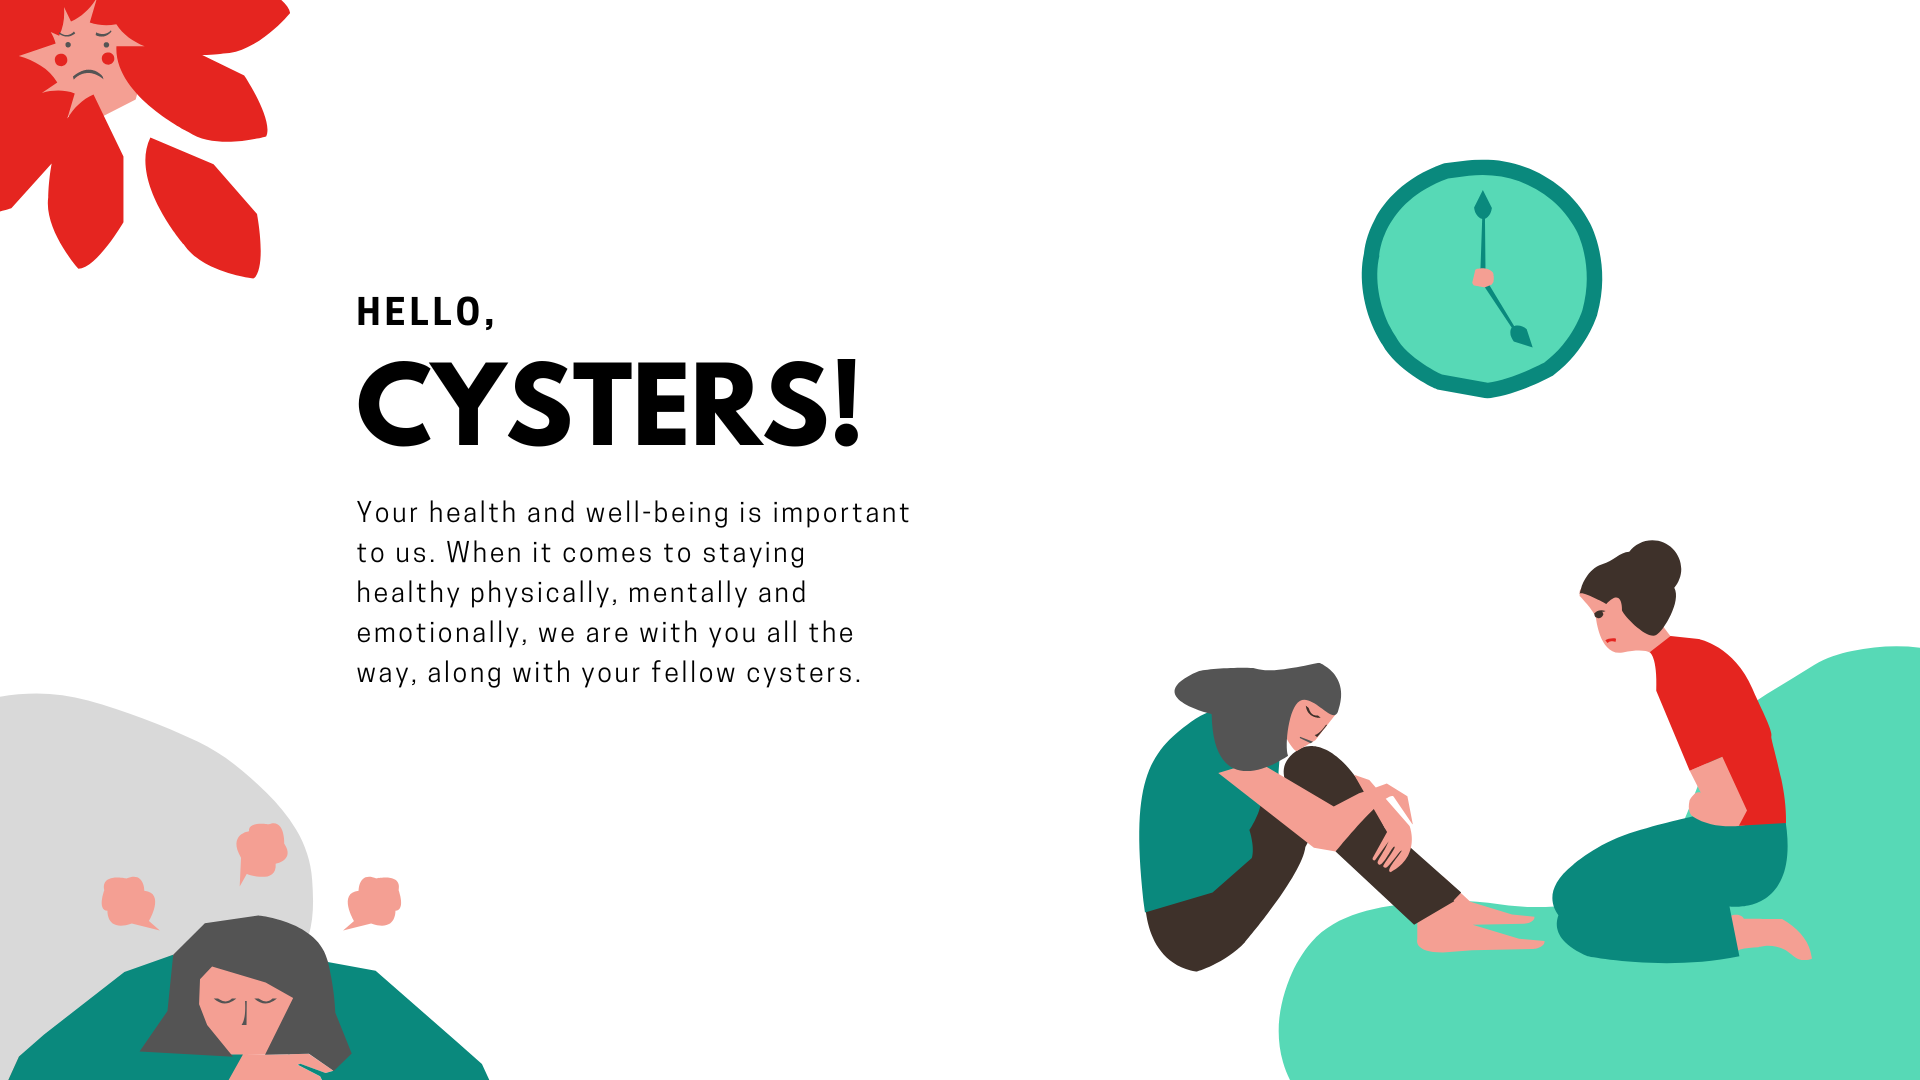 HELLO,
CYSTERS!
Your health and well-being is important
to us. When it comes to staying
healthy physically, mentally and
emotionally, we are with you all the
way, along with your fellow cysters.